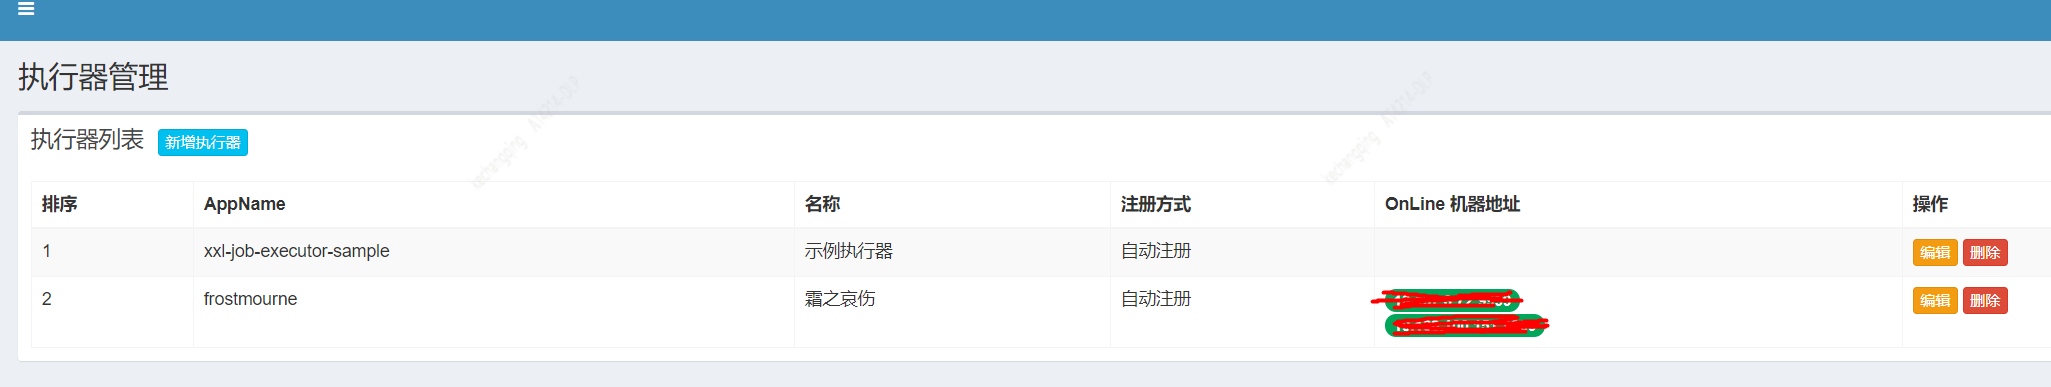 执行器管理
执行器列表 新增执行器
排序 AppName 名称 注册方式 OnLine 机器地址 操作
1 xxl-job-executor-sample 示例执行器 自动注册 编辑 删除
2 frostmourne 霜之哀伤 自动注册 编辑 删除